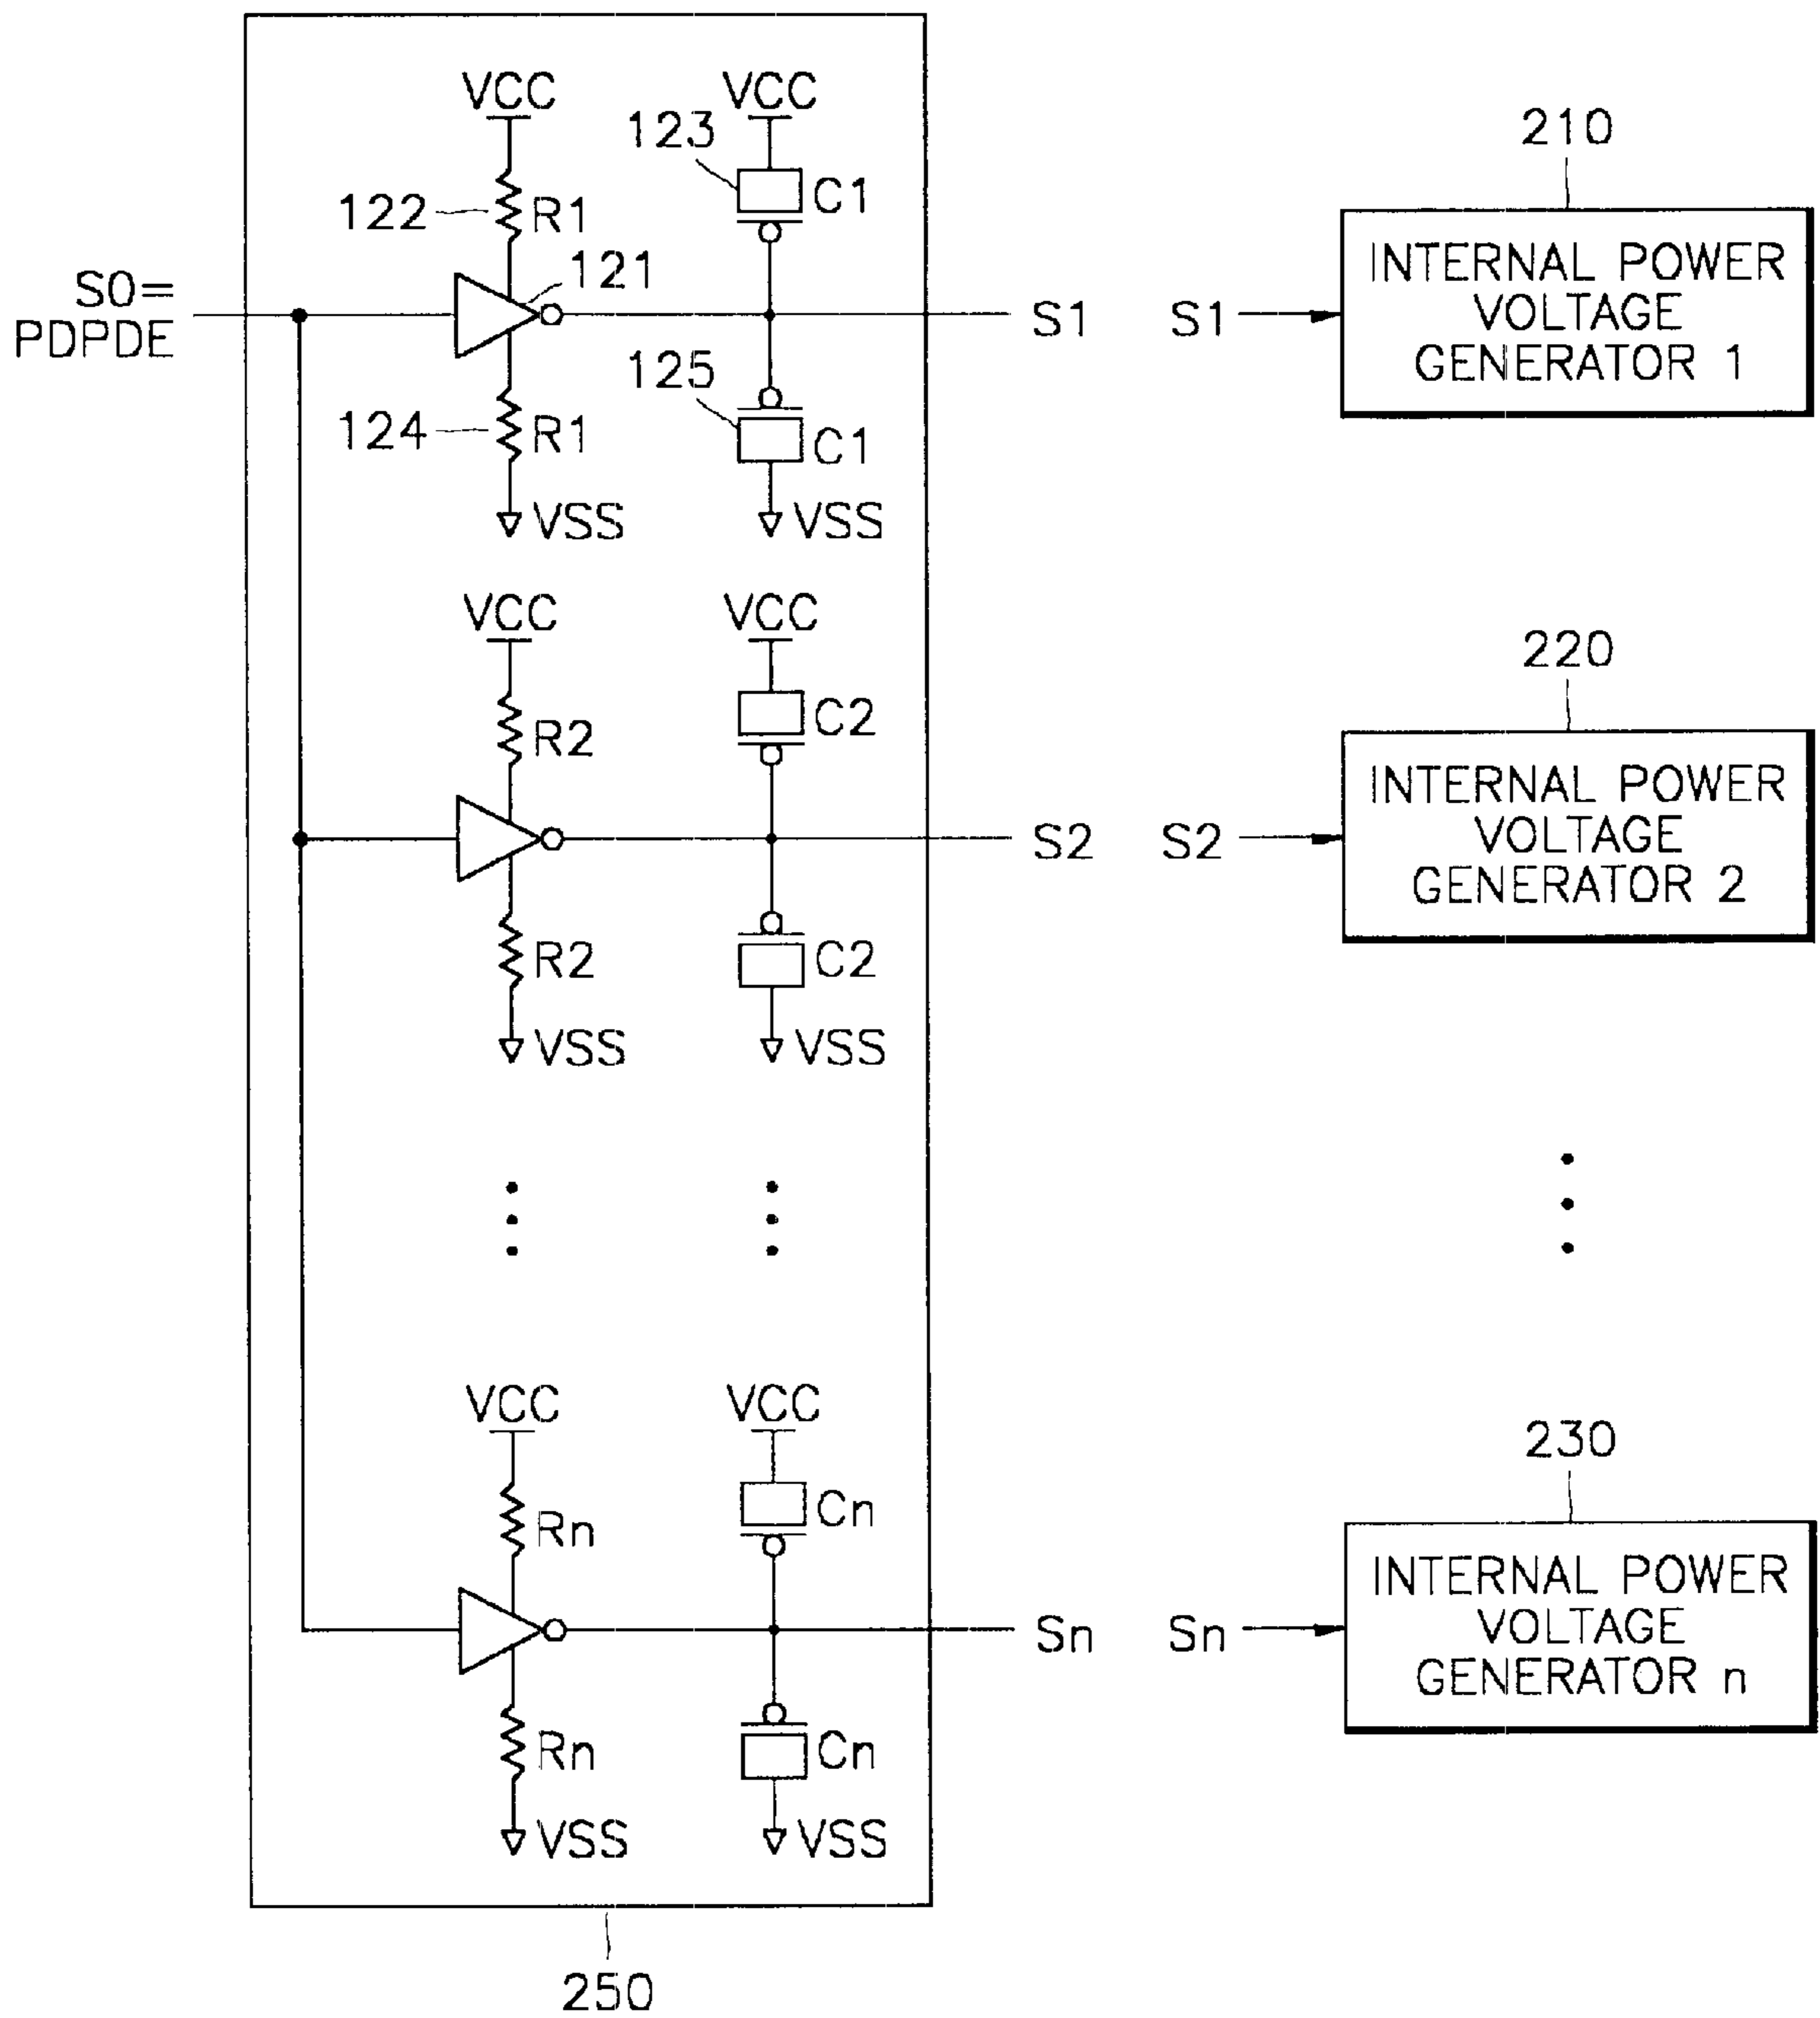 VCC
VCC
123
C1
122
R1
121
S0=
PDPDE
S1
125
124
R1
C1
VSS
VSS
210
S1
INTERNAL POWER
VOLTAGE
GENERATOR 1
VCC
VCC
R2
C2
S2
R2
C2
VSS
VSS
220
S2
INTERNAL POWER
VOLTAGE
GENERATOR 2
VCC
VCC
Rn
Cn
Sn
Rn
Cn
VSS
VSS
230
Sn
INTERNAL POWER
VOLTAGE
GENERATOR n
250